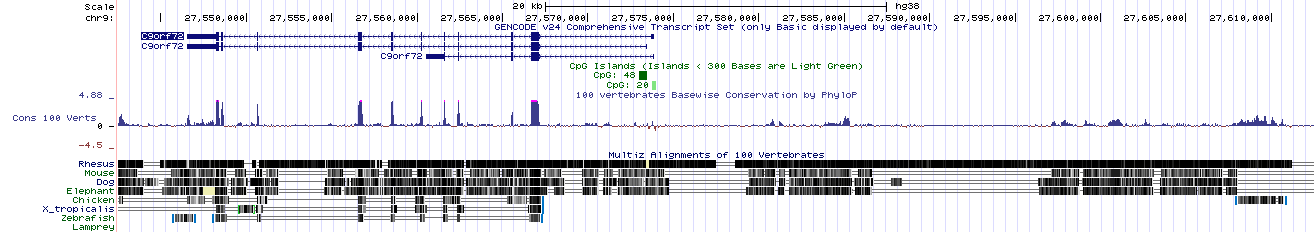 Scale 20 kb hg38
chr9: 27,550,000 27,555,000 27,560,000 27,565,000 27,570,000 27,575,000 27,580,000 27,585,000 27,590,000 27,595,000 27,600,000 27,605,000 27,610,000
GENCODE v24 Comprehensive Transcript Set (only Basic displayed by default)
C9orf72
C9orf72
C9orf72
CpG Islands (Islands < 300 Bases are Light Green)
CpG: 48
CpG: 20
100 vertebrates Basewise Conservation by PhyloP
4.88 _
Cons 100 Verts
0 _
-4.5 _
Multiz Alignments of 100 Vertebrates
Rhesus
Mouse
Dog
Elephant
Chicken
X_tropicalis
Zebrafish
Lamprey